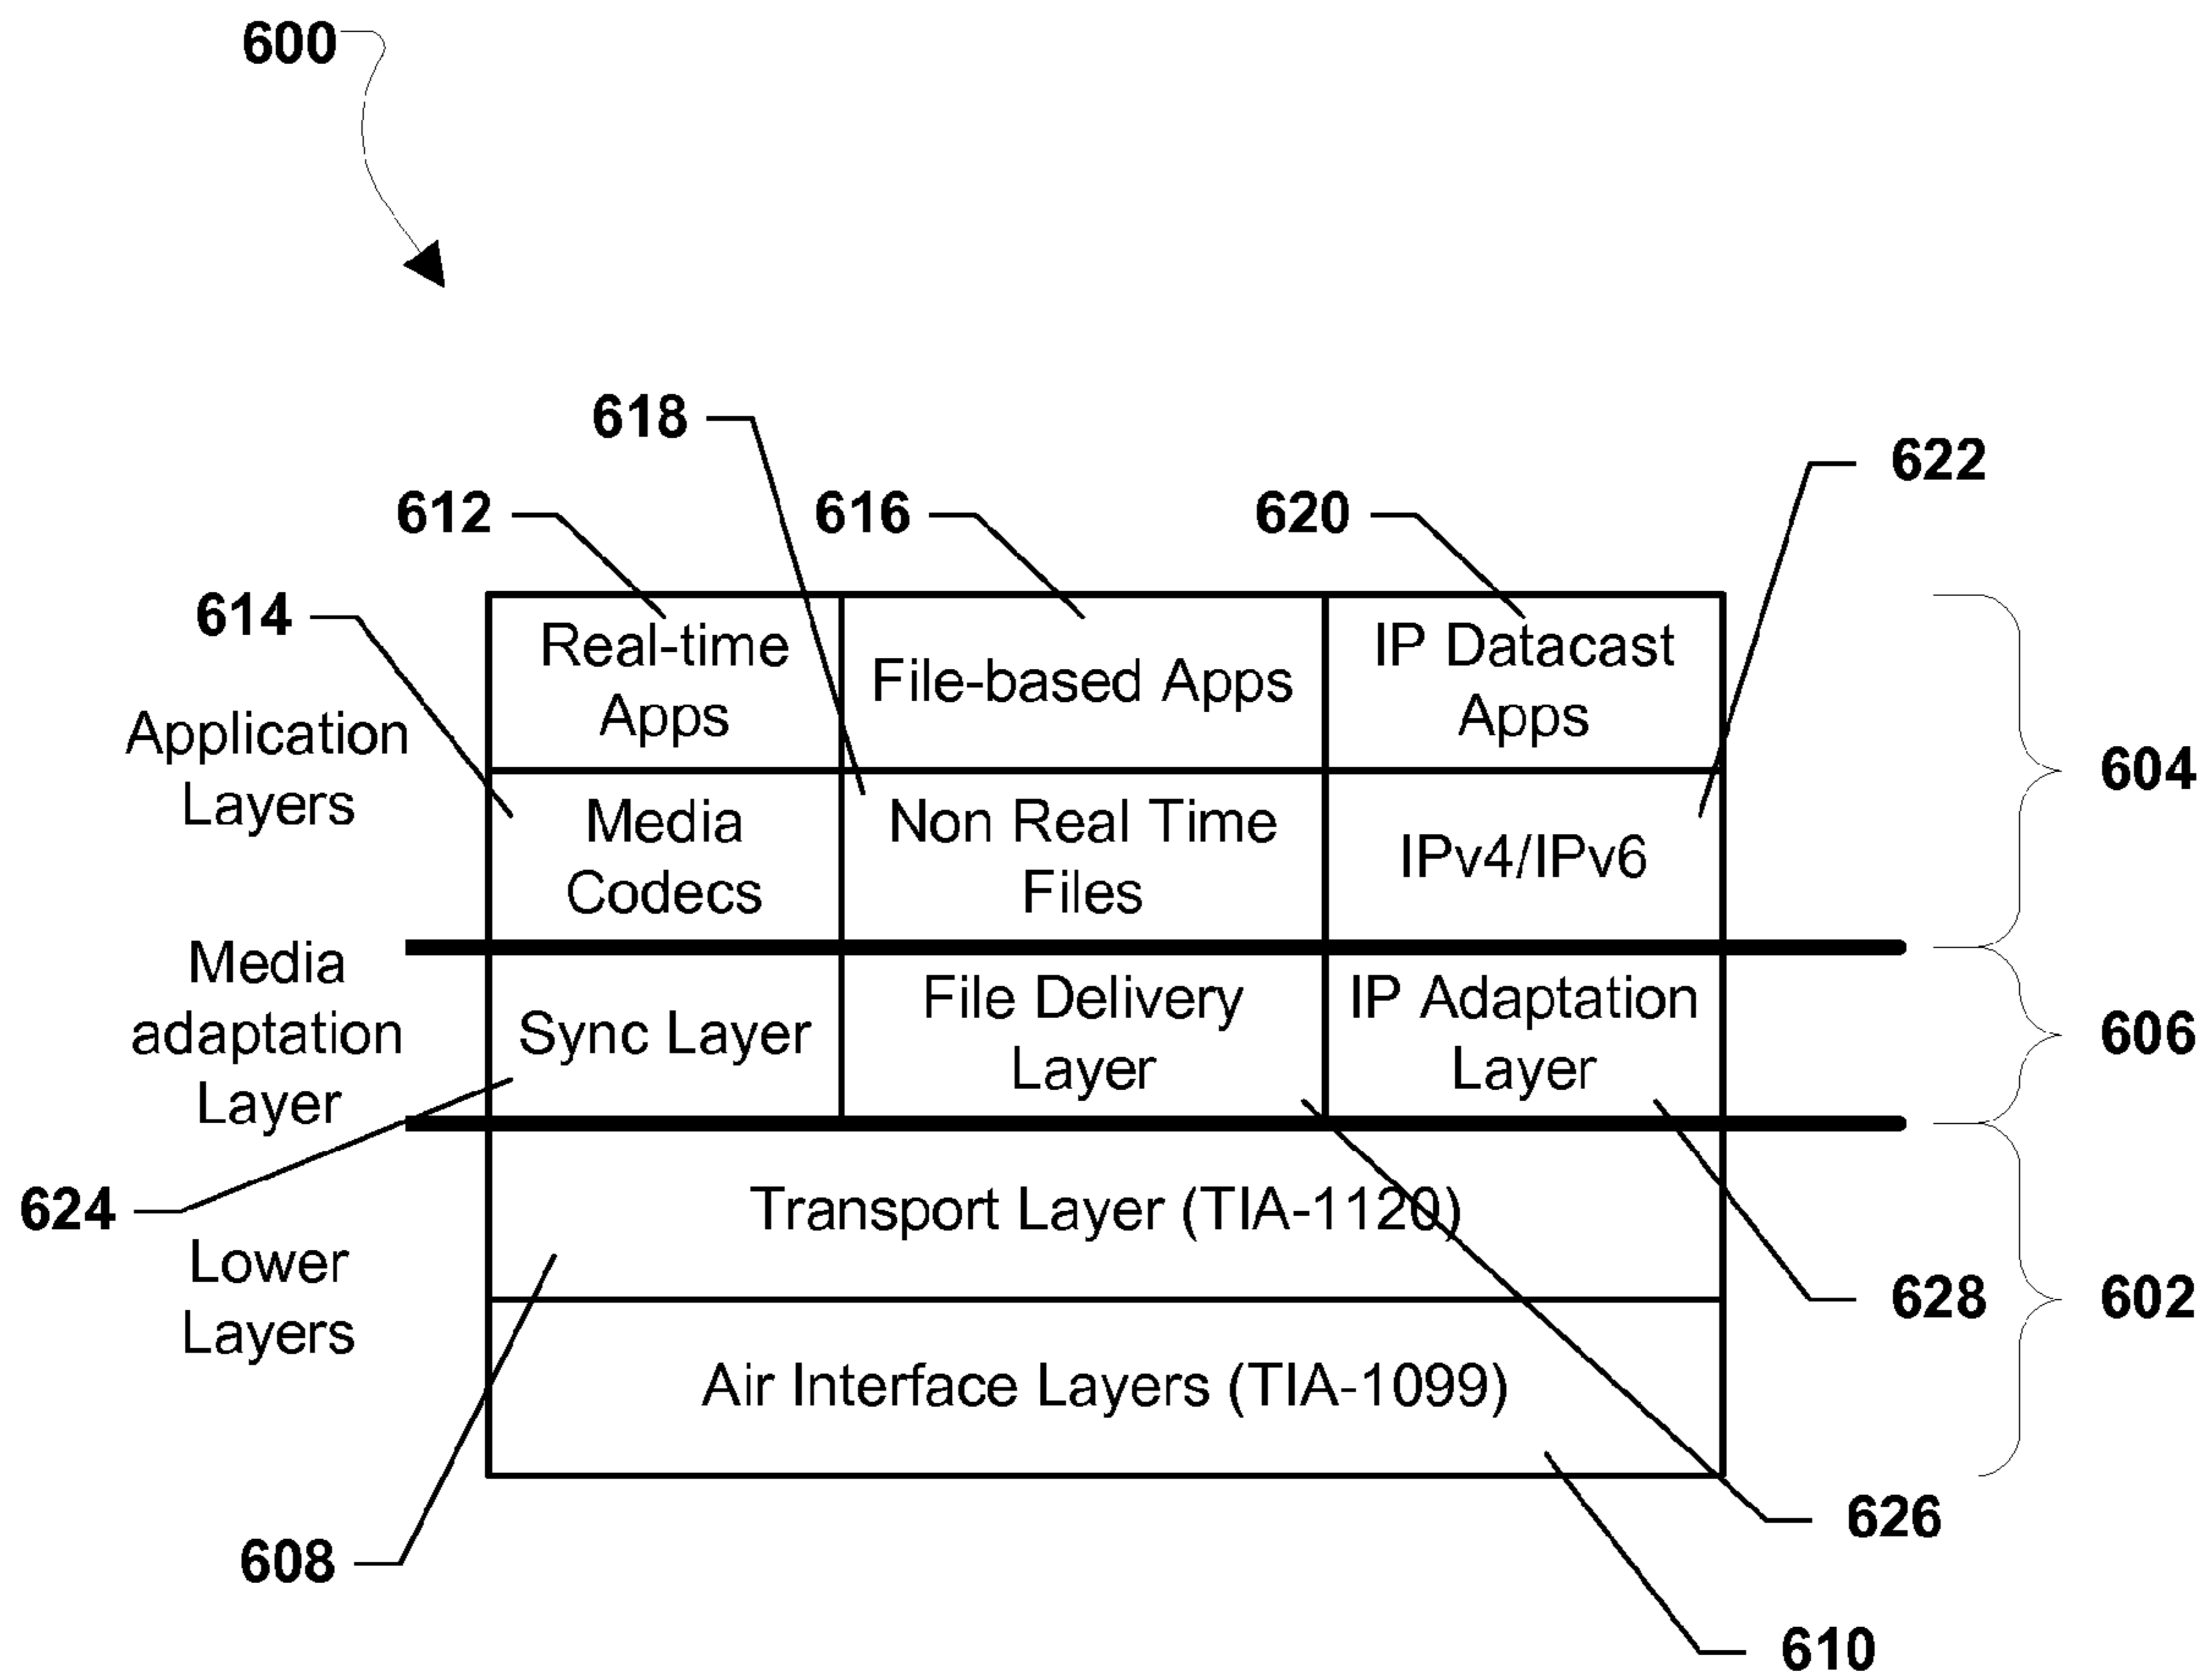 600
618
622
612
616
620
614
Real-time
Apps
File-based Apps
IP Datacast
Apps
Application
Layers
604
Media
Codecs
Non Real Time
Files
IPv4/IPv6
Media
adaptation
Layer
Sync Layer
File Delivery
Layer
IP Adaptation
Layer
606
624
Transport Layer (TIA-1120)
Lower
Layers
628
602
Air Interface Layers (TIA-1099)
626
608
610